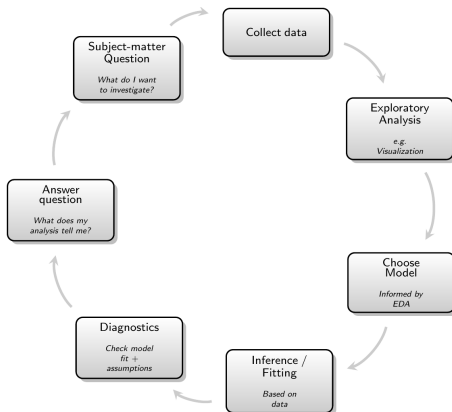 Collect data
Subject-matter
Question
What do I want
to investigate?
Exploratory
Analysis
e.g.
Visualization
Choose
Model
Informed by
EDA
Inference /
Fitting
Based on
data
Diagnostics
Check model
fit +
assumptions
Answer
question
What does my
analysis tell me?